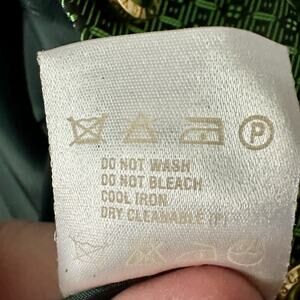 P
DO NOT WASH
DO NOT BLEACH
COOL IRON
DRY CLEANABLE (P)